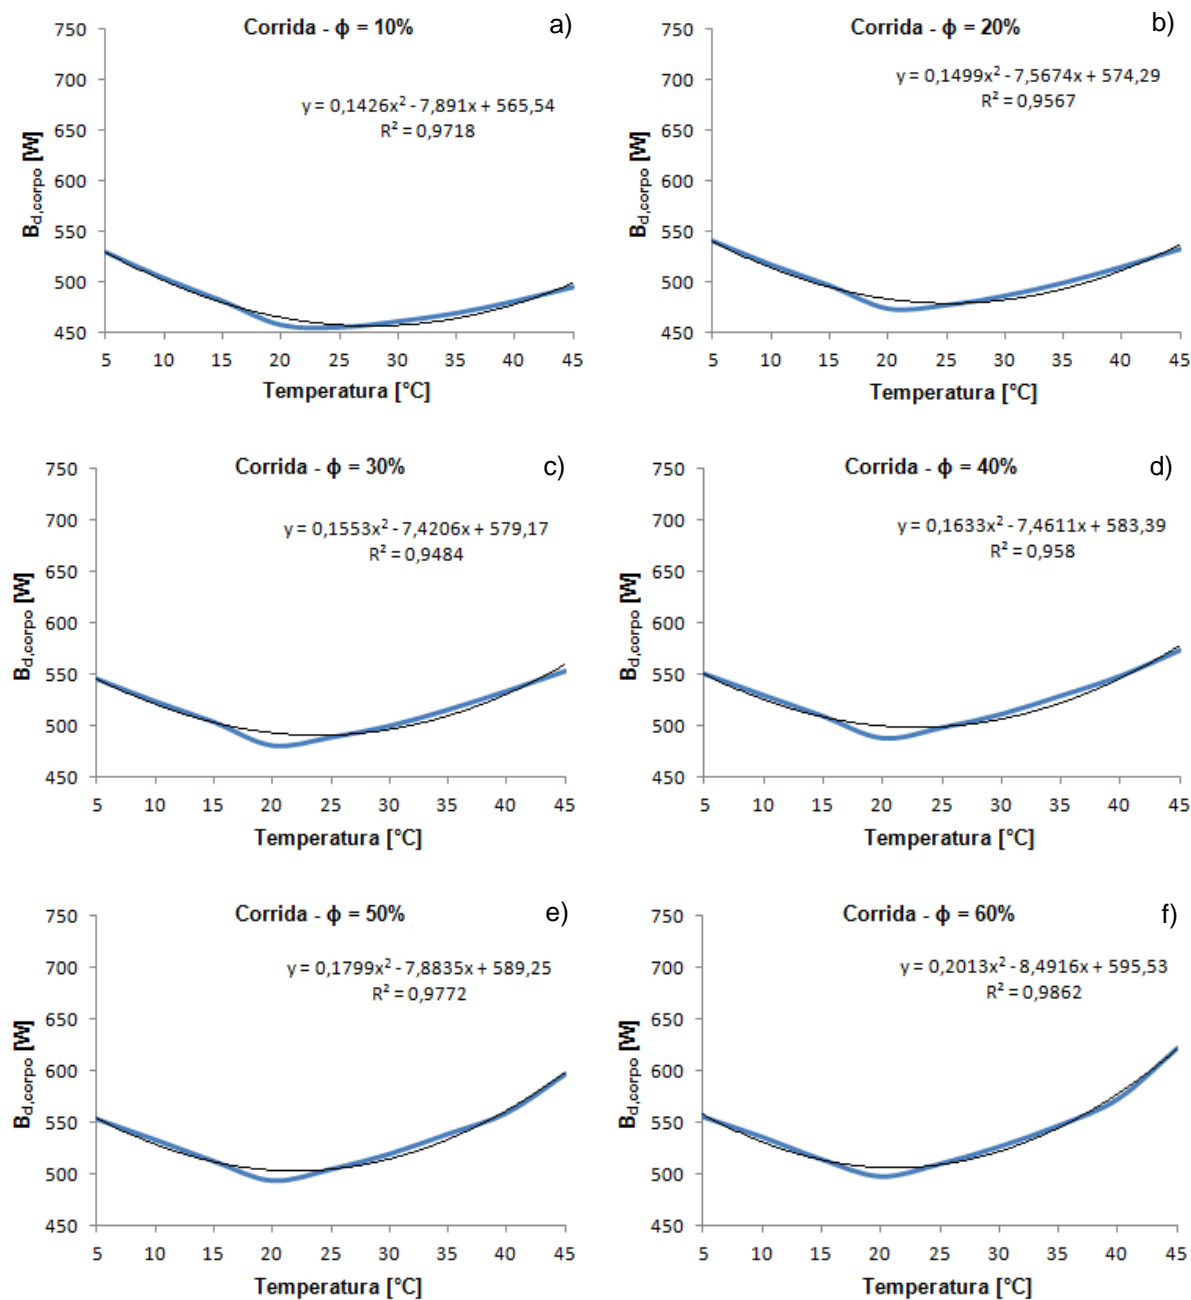 Corrida - ϕ = 10%
a)
y = 0,1426x² - 7,891x + 565,54
R² = 0,9718
B_d,corpo [W]
750
700
650
600
550
500
450
5 10 15 20 25 30 35 40 45
Temperatura [°C]
Corrida - ϕ = 20%
b)
y = 0,1499x² - 7,5674x + 574,29
R² = 0,9567
B_d,corpo [W]
750
700
650
600
550
500
450
5 10 15 20 25 30 35 40 45
Temperatura [°C]
Corrida - ϕ = 30%
c)
y = 0,1553x² - 7,4206x + 579,17
R² = 0,9484
B_d,corpo [W]
750
700
650
600
550
500
450
5 10 15 20 25 30 35 40 45
Temperatura [°C]
Corrida - ϕ = 40%
d)
y = 0,1633x² - 7,4611x + 583,39
R² = 0,958
B_d,corpo [W]
750
700
650
600
550
500
450
5 10 15 20 25 30 35 40 45
Temperatura [°C]
Corrida - ϕ = 50%
e)
y = 0,1799x² - 7,8835x + 589,25
R² = 0,9772
B_d,corpo [W]
750
700
650
600
550
500
450
5 10 15 20 25 30 35 40 45
Temperatura [°C]
Corrida - ϕ = 60%
f)
y = 0,2013x² - 8,4916x + 595,53
R² = 0,9862
B_d,corpo [W]
750
700
650
600
550
500
450
5 10 15 20 25 30 35 40 45
Temperatura [°C]